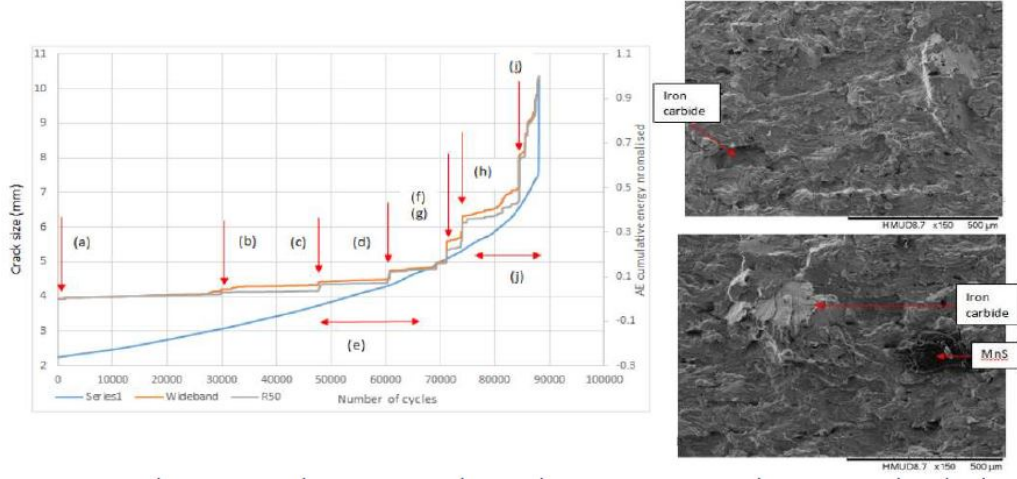 11
10
9
8
7
6
5
4
3
2
Crack size (mm)
1.1
0.9
0.7
0.5
0.3
0.1
-0.1
-0.3
AE cumulative energy nromalised
(a)
(b)
(c)
(d)
(e)
(f)
(g)
(h)
(j)
(j)
0 10000 20000 30000 40000 50000 60000 70000 80000 90000 100000
Number of cycles
Series1 Wideband R50
Iron
carbide
HMUD8.7 x150 500 µm
Iron
carbide
MnS
HMUD8.7 x150 500 µm